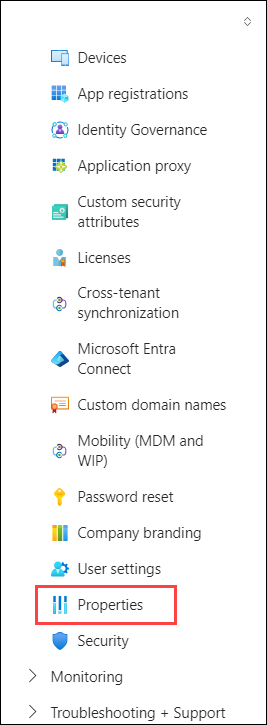 Devices
App registrations
Identity Governance
Application proxy
Custom security
attributes
Licenses
Cross-tenant
synchronization
Microsoft Entra
Connect
Custom domain names
Mobility (MDM and
WIP)
Password reset
Company branding
User settings
Properties
Security
Monitoring
Troubleshooting + Support